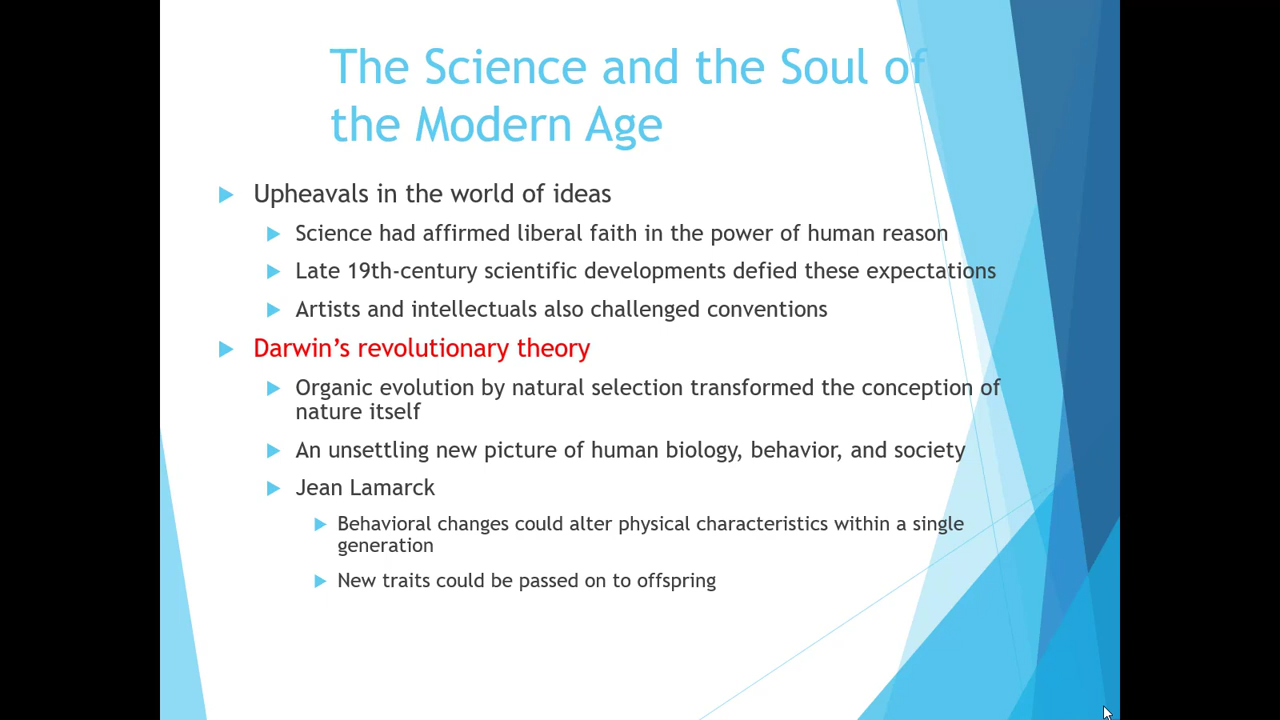 The Science and the Soul of
the Modern Age
Upheavals in the world of ideas
Science had affirmed liberal faith in the power of human reason
Late 19th-century scientific developments defied these expectations
Artists and intellectuals also challenged conventions
Darwin’s revolutionary theory
Organic evolution by natural selection transformed the conception of
nature itself
An unsettling new picture of human biology, behavior, and society
Jean Lamarck
Behavioral changes could alter physical characteristics within a single
generation
New traits could be passed on to offspring